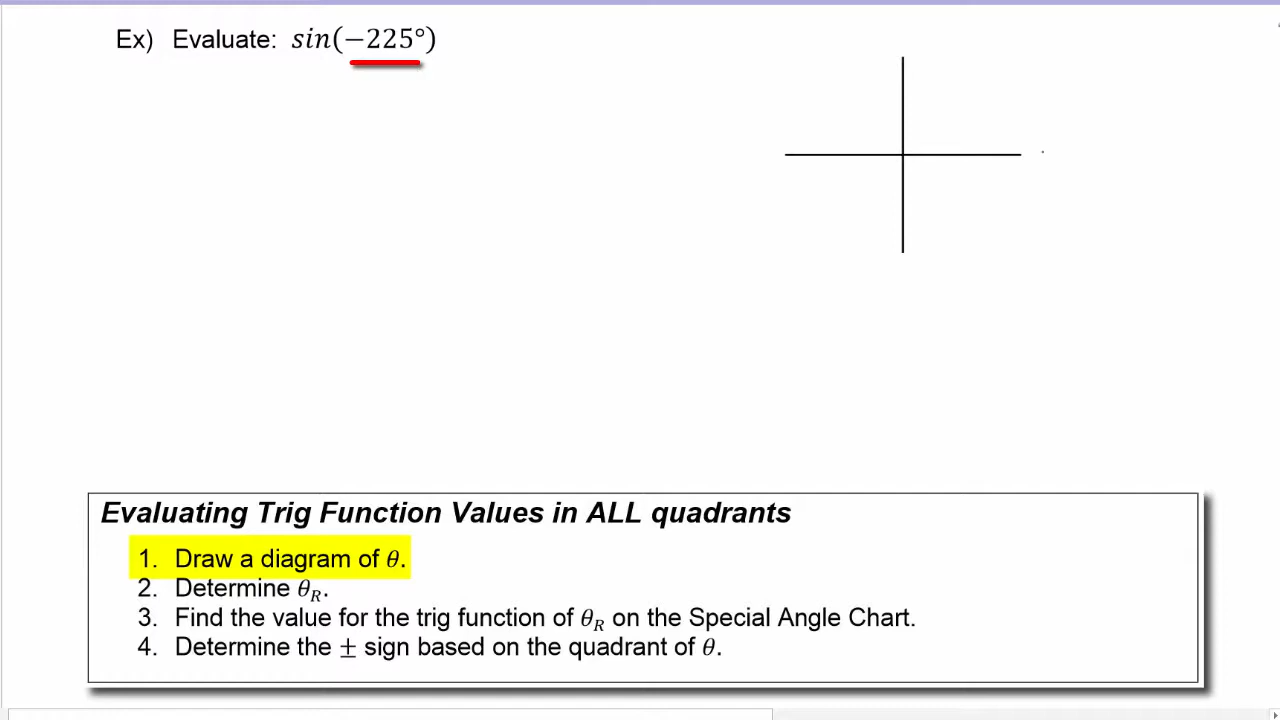 Ex) Evaluate: sin(−225°)
Evaluating Trig Function Values in ALL quadrants
1. Draw a diagram of θ.
2. Determine θ_R.
3. Find the value for the trig function of θ_R on the Special Angle Chart.
4. Determine the ± sign based on the quadrant of θ.